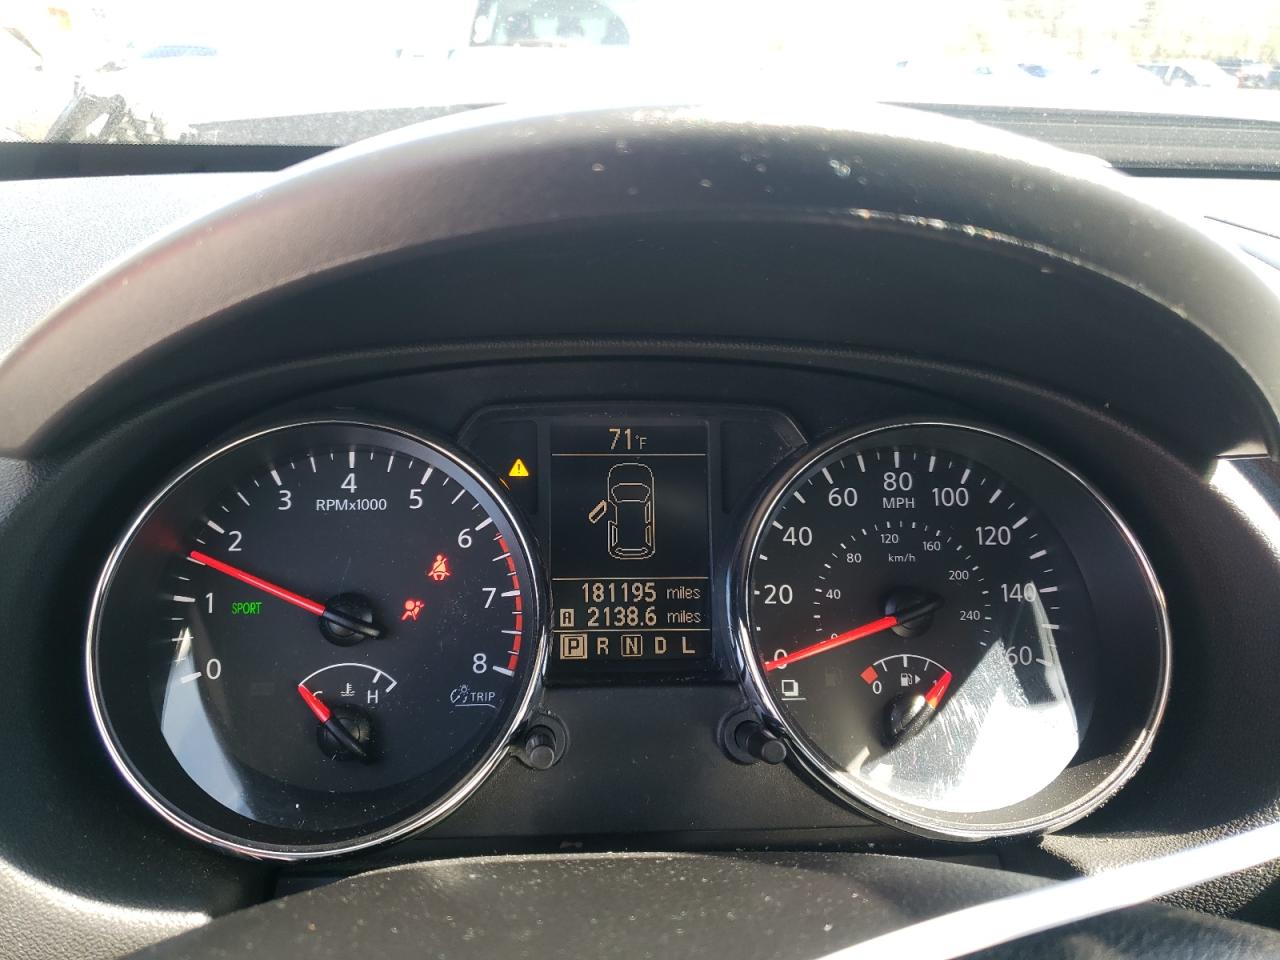 71°F
181195 miles
A 2138.6 miles
P R N D L
0 1 2 3 4 5 6 7 8
RPMx1000
SPORT
H
TRIP
0 20 40 60 80 100 120 140
MPH
40 80 120 160 200 240
km/h
0